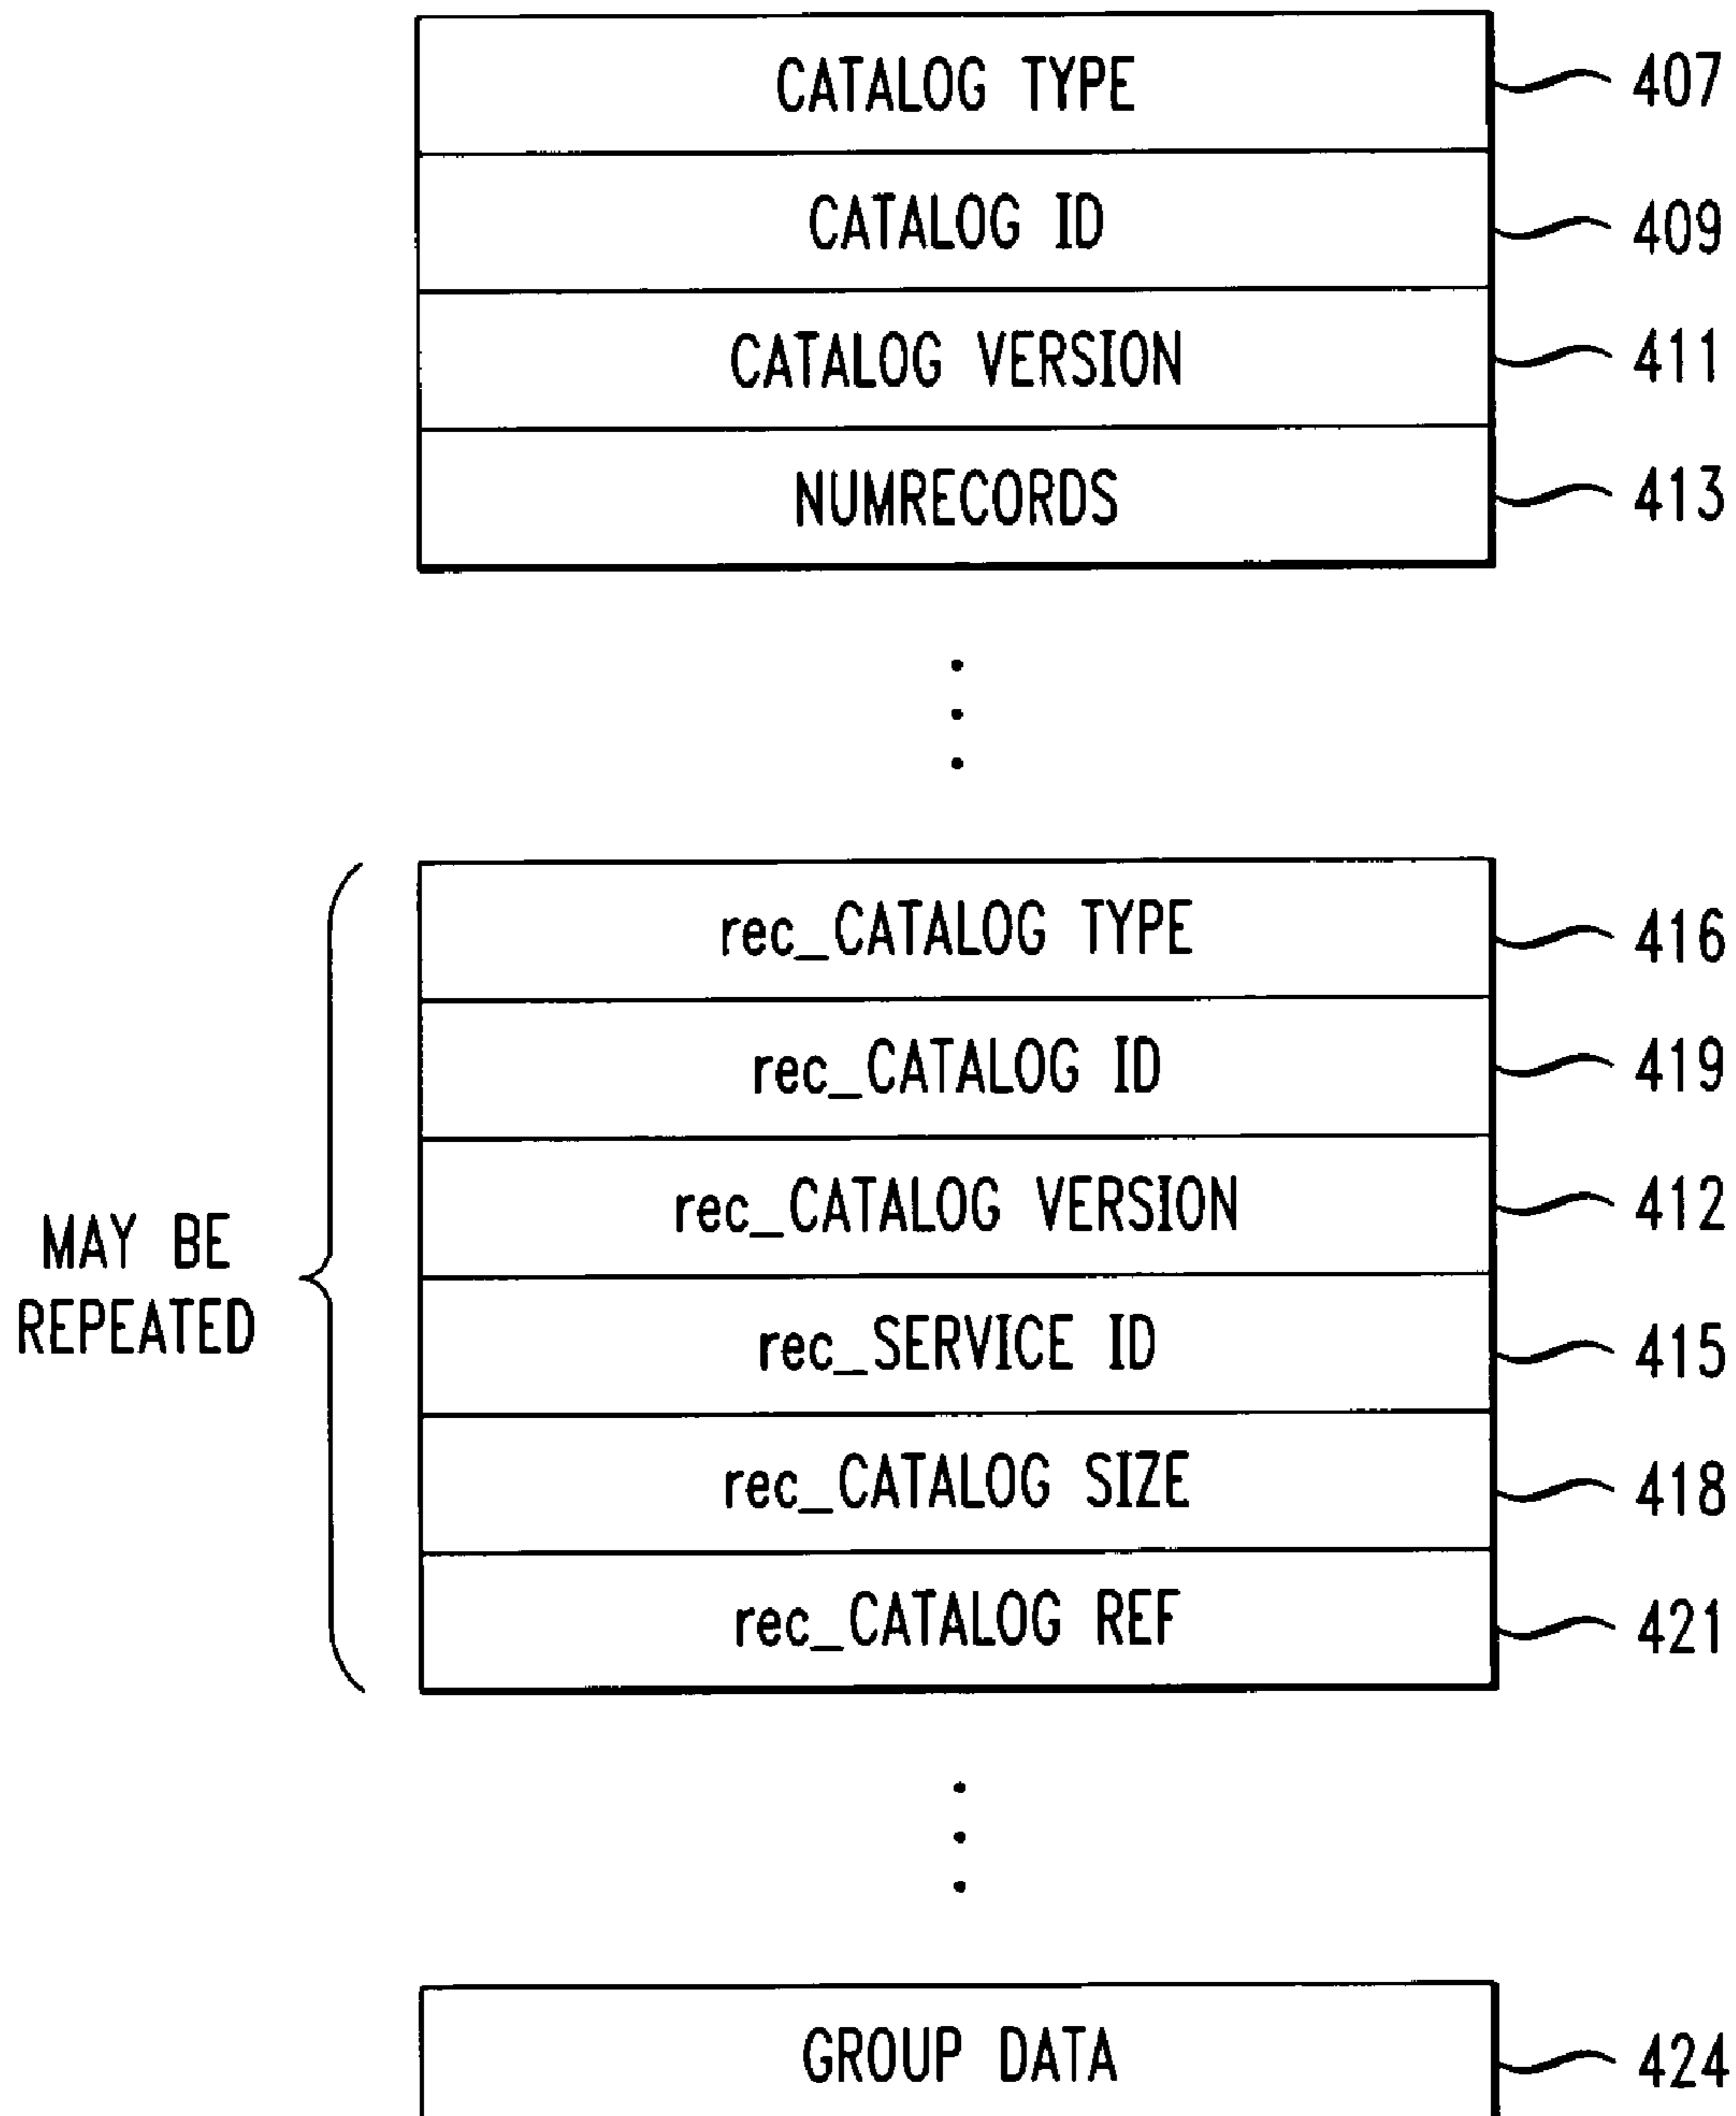 CATALOG TYPE 407
CATALOG ID 409
CATALOG VERSION 411
NUMRECORDS 413
rec_CATALOG TYPE 416
rec_CATALOG ID 419
rec_CATALOG VERSION 412
MAY BE
REPEATED
rec_SERVICE ID 415
rec_CATALOG SIZE 418
rec_CATALOG REF 421
GROUP DATA 424